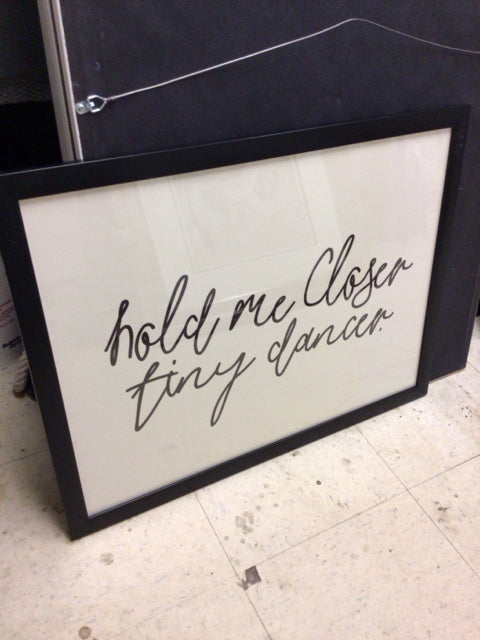 hold me Closer
tiny dancer.